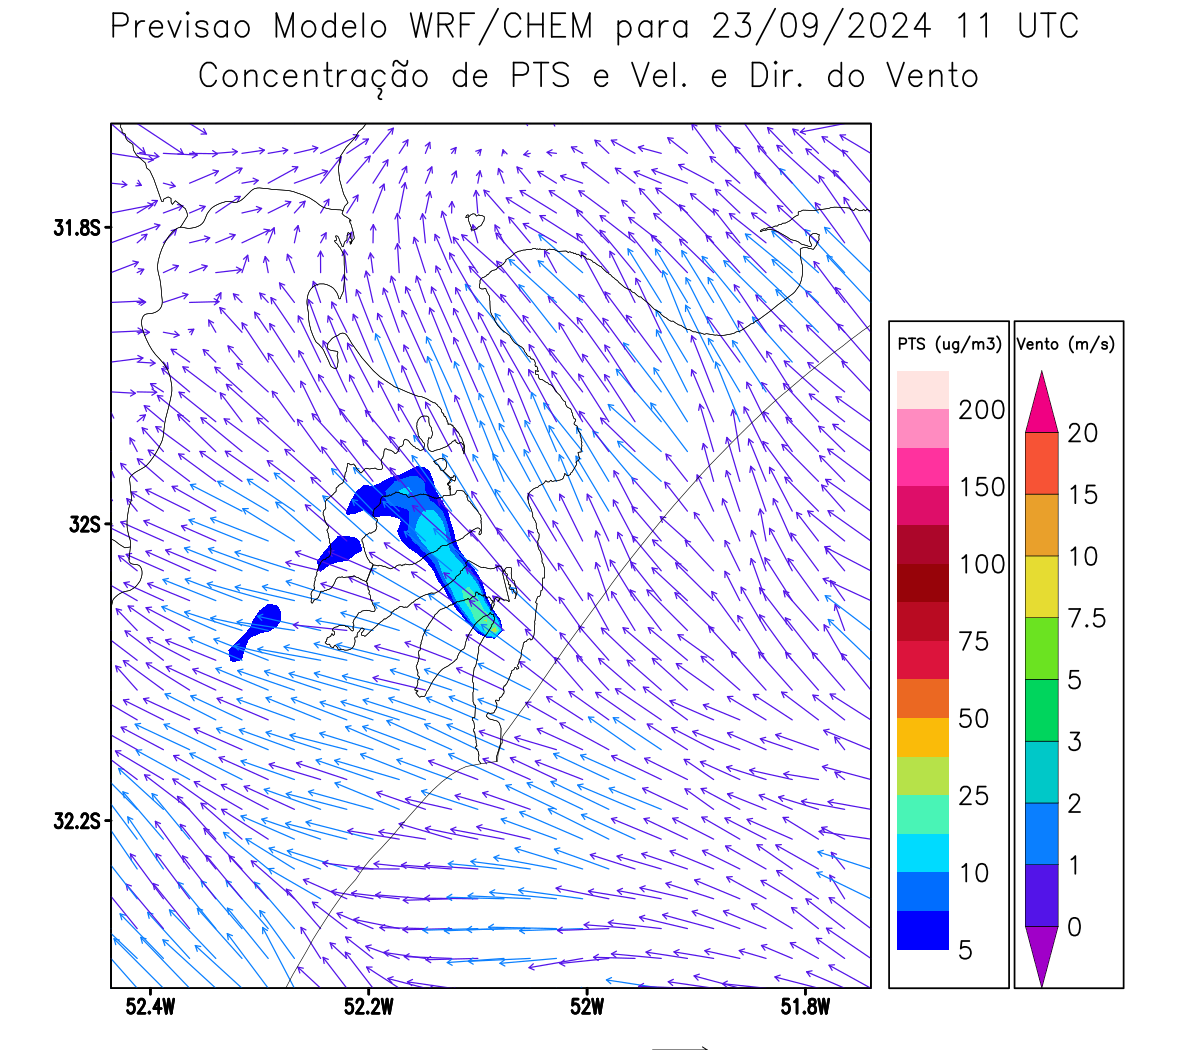 Previsao Modelo WRF/CHEM para 23/09/2024 11 UTC
Concentração de PTS e Vel. e Dir. do Vento
31.8S
32S
32.2S
52.4W
52.2W
52W
51.8W
PTS (ug/m3)
200
150
100
75
50
25
10
5
Vento (m/s)
20
15
10
7.5
5
3
2
1
0